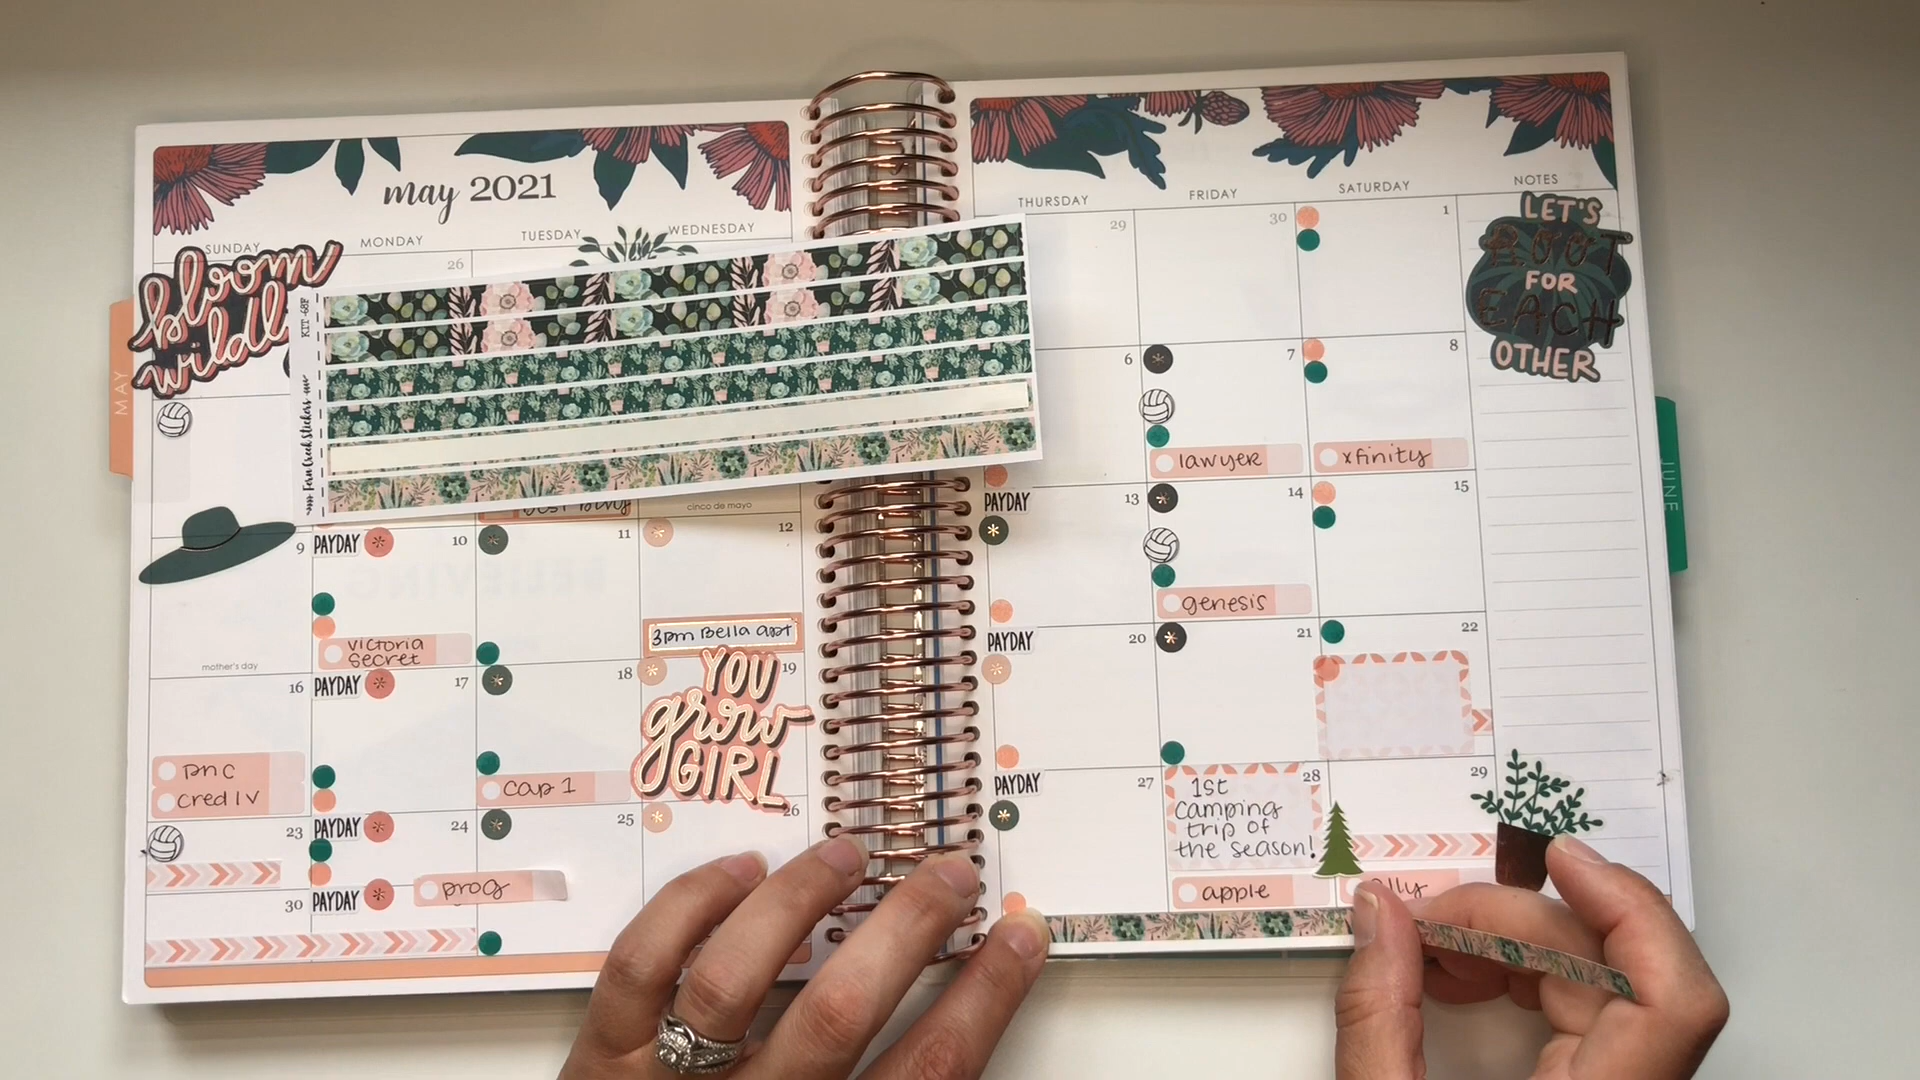 may 2021
SUNDAY
MONDAY
TUESDAY
WEDNESDAY
THURSDAY
FRIDAY
SATURDAY
NOTES
bloom
wildly
26
29
30
1
LET'S
ROOT
FOR
EACH
OTHER
KIT-68F
Fern Creek Stickers
MAY
JUNE
cinco de mayo
6
7
8
lawyer
xfinity
9
PAYDAY
10
11
12
PAYDAY
13
14
15
mother's day
victoria
secret
3pm Bella apt
genesis
16
PAYDAY
17
18
19
PAYDAY
20
21
22
YOU
grow
GIRL
pnc
cred IV
cap 1
23
PAYDAY
24
25
26
PAYDAY
27
28
29
1st
camping
trip of
the season!
30
PAYDAY
prog
apple